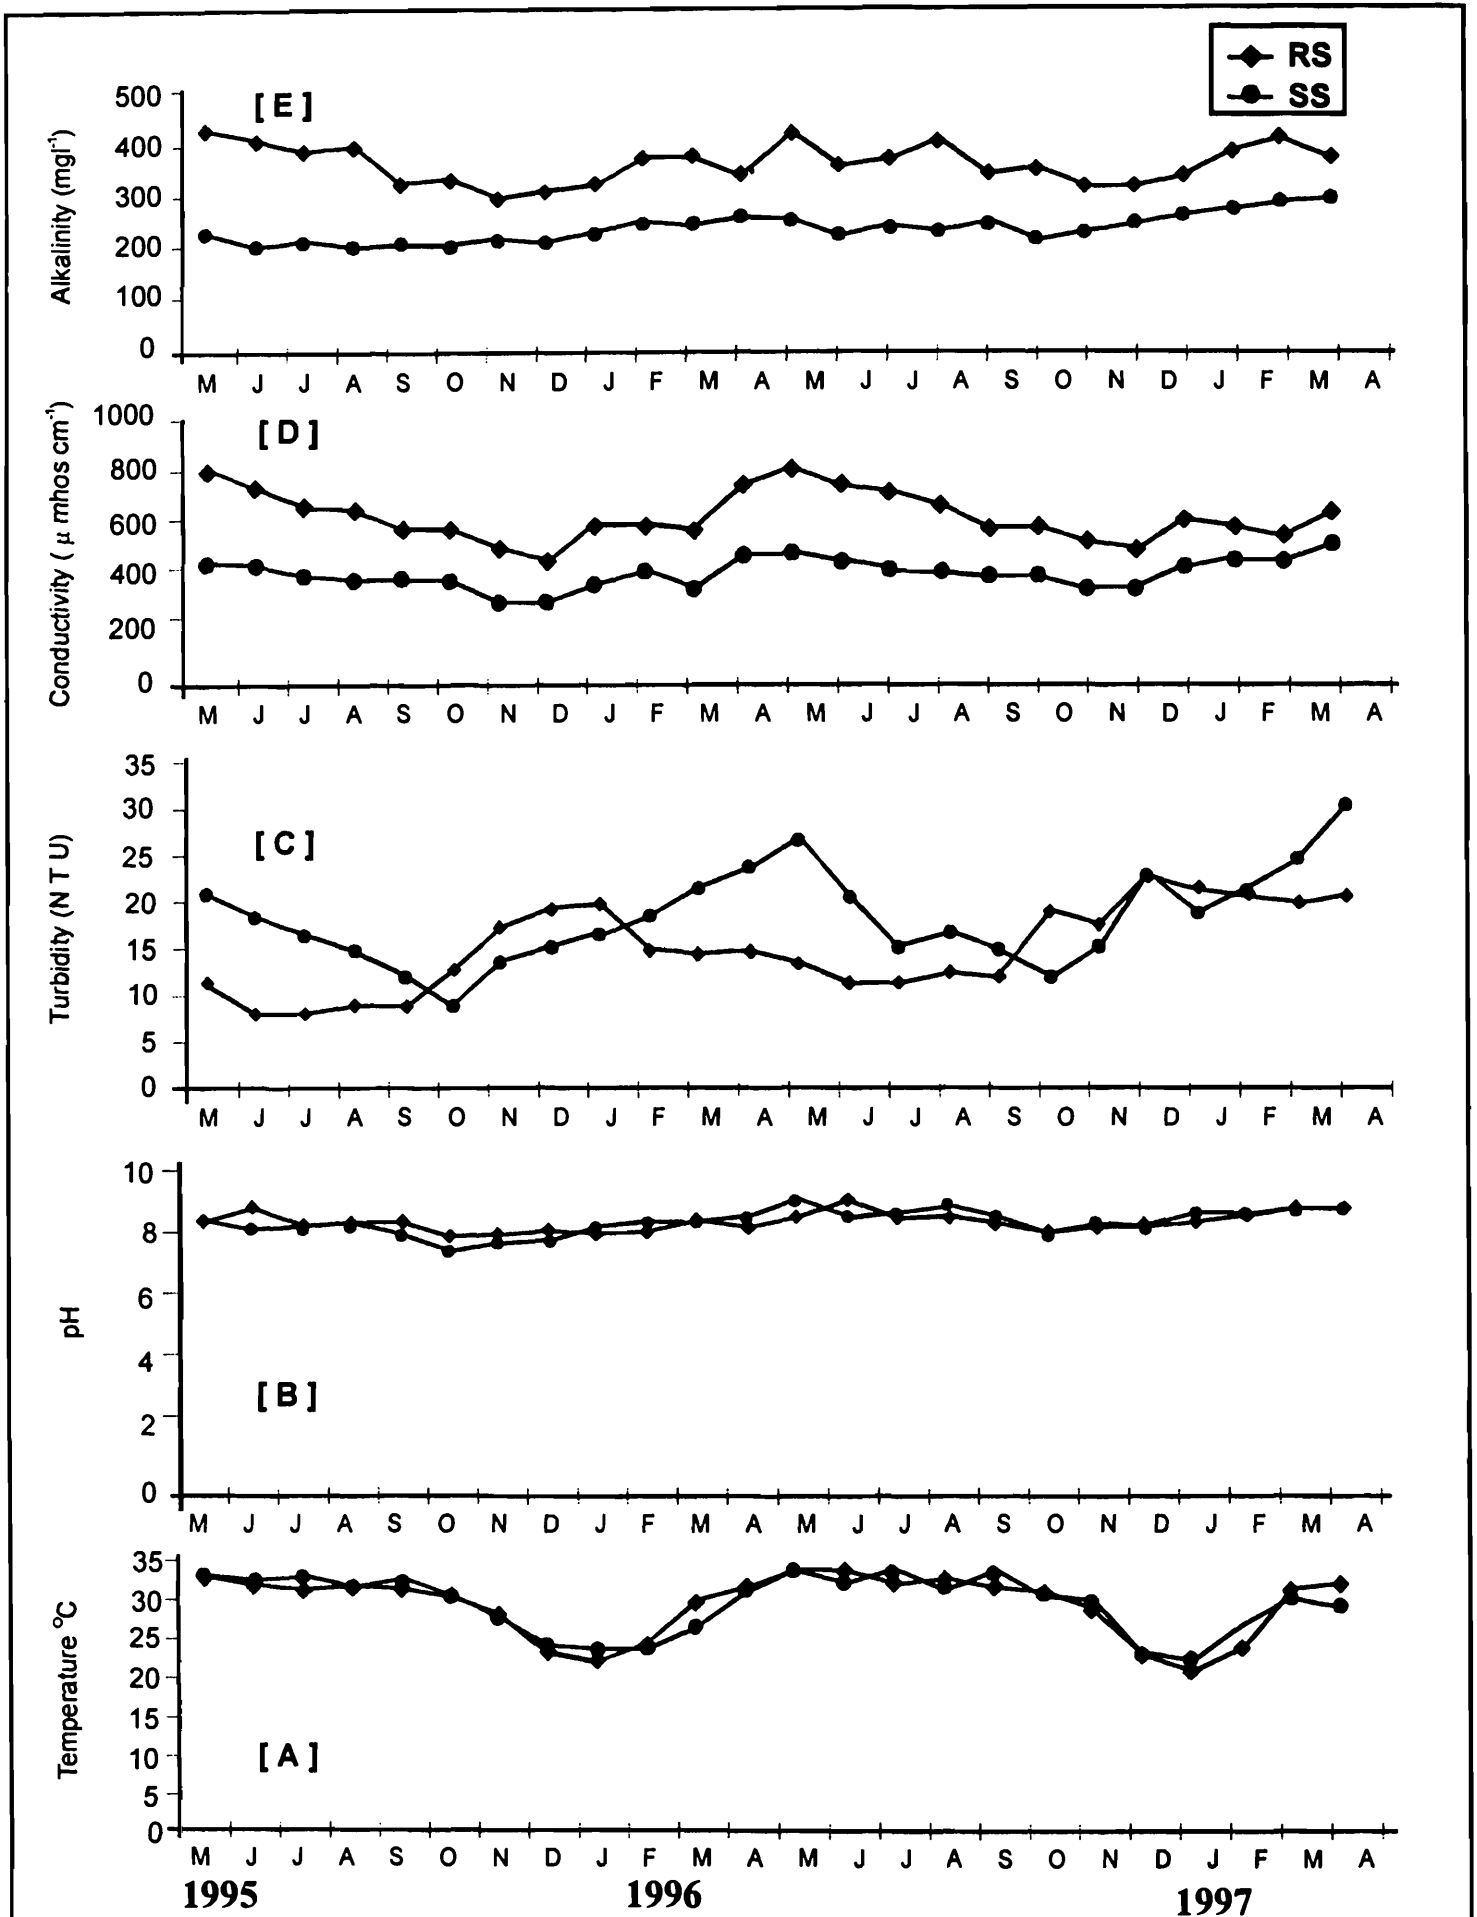 RS
SS
[ E ]
Alkalinity (mgl-1)
500
400
300
200
100
0
M J J A S O N D J F M A M J J A S O N D J F M A
[ D ]
Conductivity ( μ mhos cm-1)
1000
800
600
400
200
0
M J J A S O N D J F M A M J J A S O N D J F M A
[ C ]
Turbidity (N T U)
35
30
25
20
15
10
5
0
M J J A S O N D J F M A M J J A S O N D J F M A
pH
10
8
6
4
[ B ]
2
0
M J J A S O N D J F M A M J J A S O N D J F M A
Temperature °C
35
30
25
20
15
[ A ]
10
5
0
M J J A S O N D J F M A M J J A S O N D J F M A
1995 1996 1997